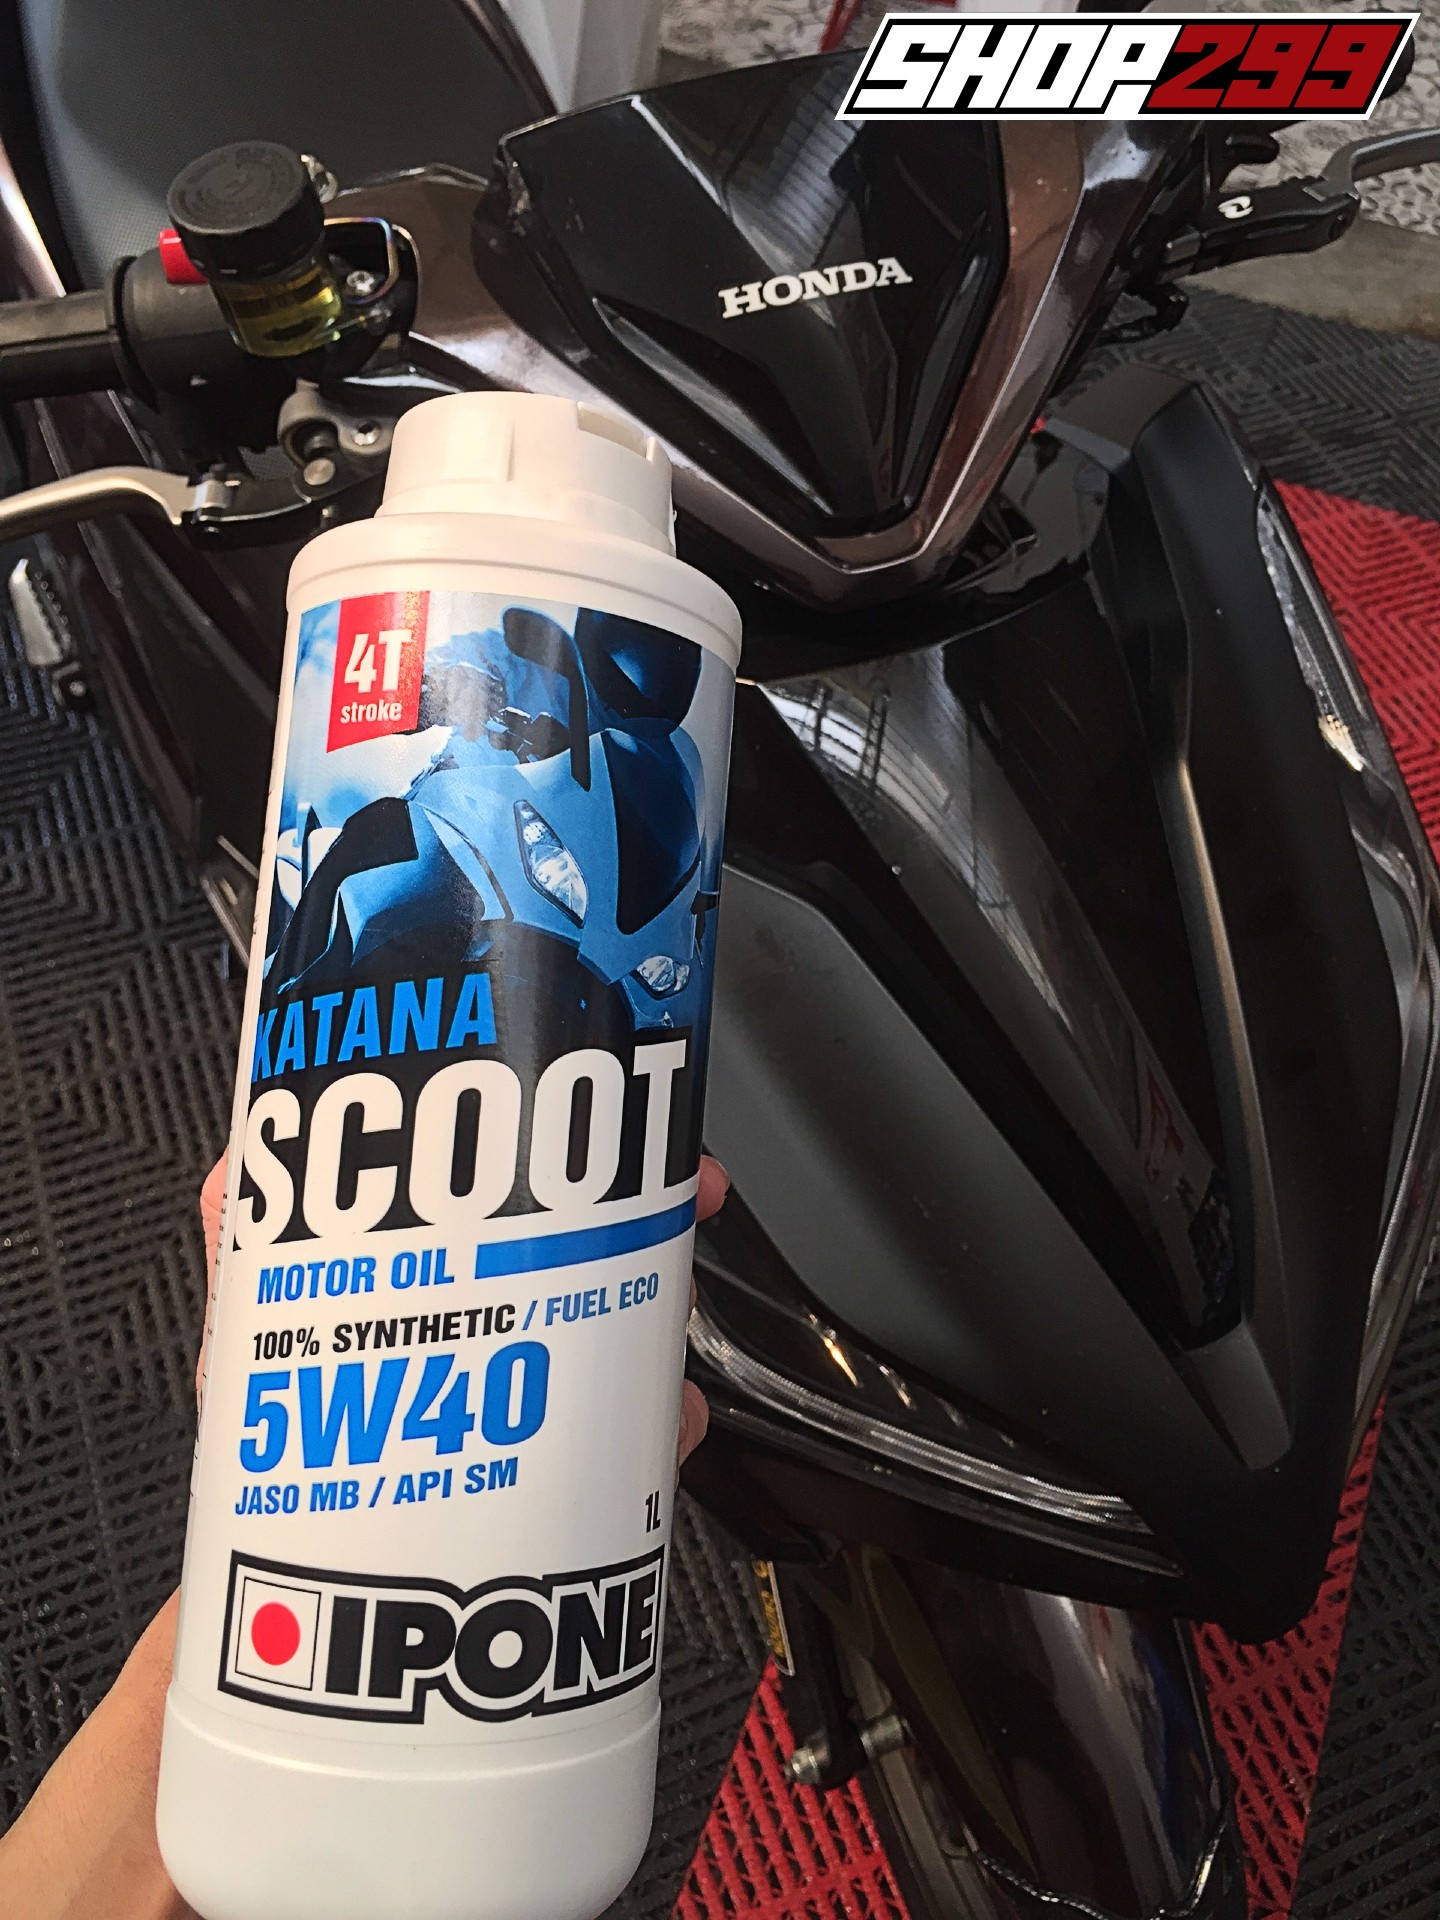 SHOP299
HONDA
4T
stroke
KATANA
SCOOT
MOTOR OIL
100% SYNTHETIC / FUEL ECO
5W40
JASO MB / API SM
1L
IPONE